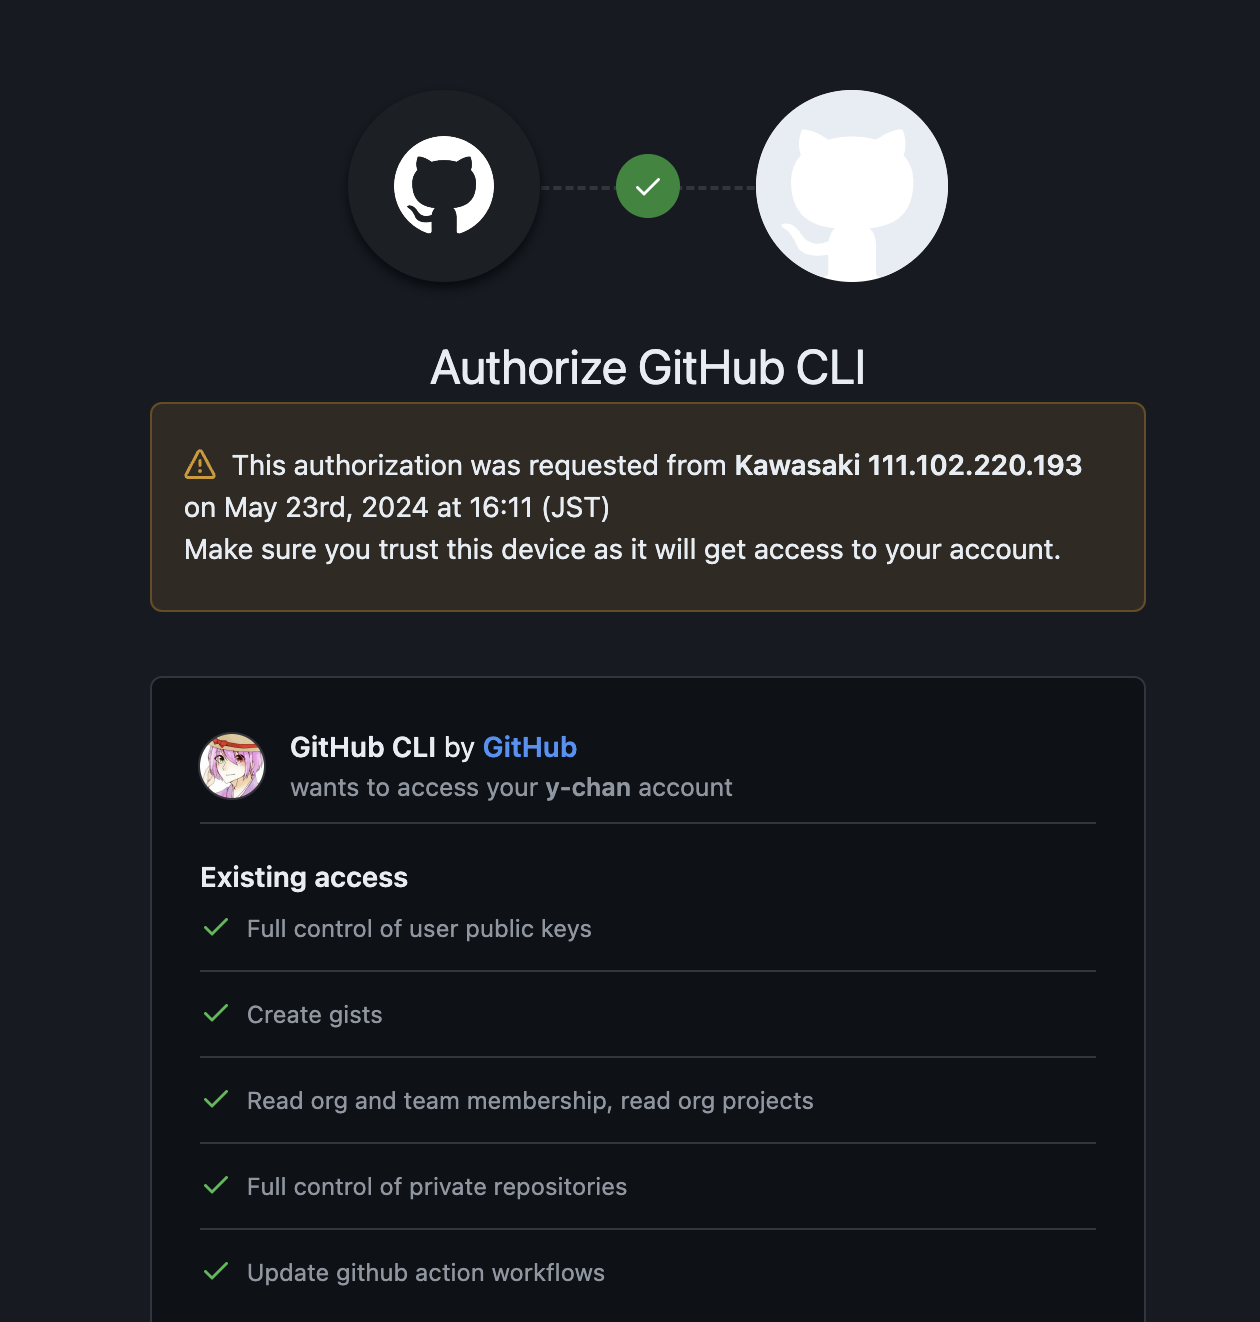 Authorize GitHub CLI
This authorization was requested from Kawasaki 111.102.220.193
on May 23rd, 2024 at 16:11 (JST)
Make sure you trust this device as it will get access to your account.
GitHub CLI by GitHub
wants to access your y-chan account
Existing access
Full control of user public keys
Create gists
Read org and team membership, read org projects
Full control of private repositories
Update github action workflows